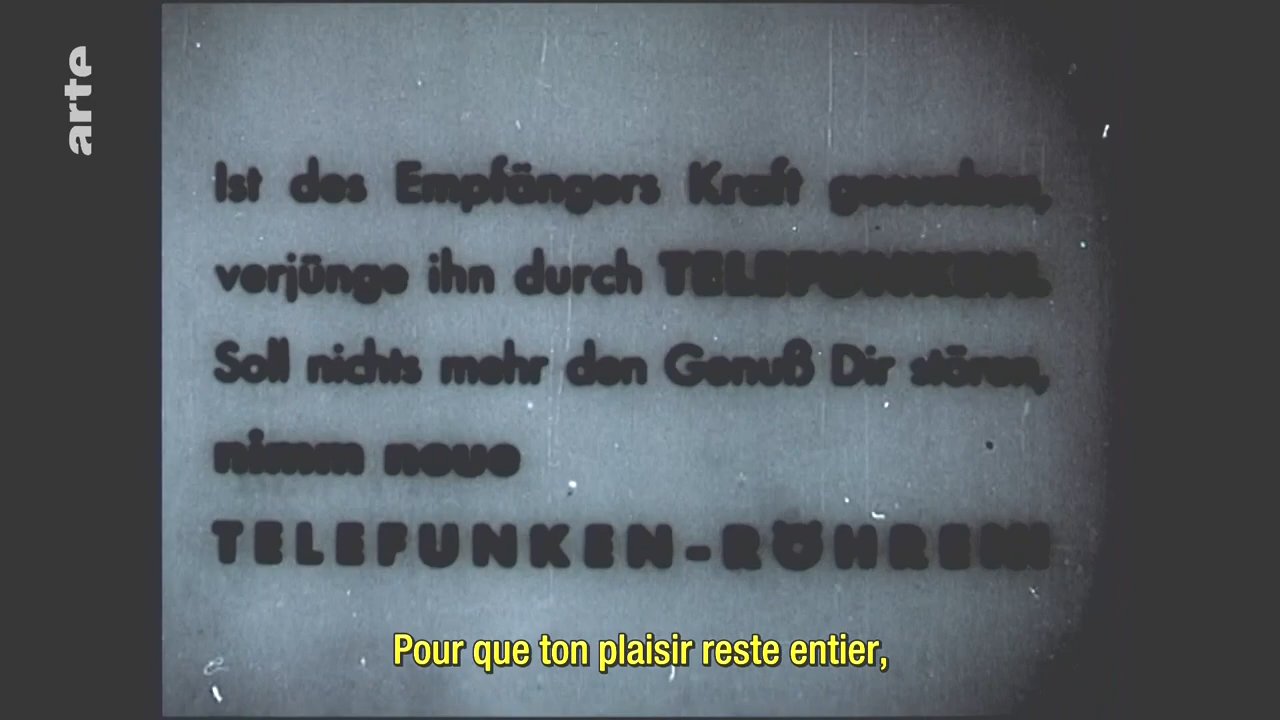 arte
Ist des Empfängers Kraft gesunken,
verjünge ihn durch TELEFUNKEN.
Soll nichts mehr den Genuß Dir stören,
nimm neue
TELEFUNKEN-RÖHREN!
Pour que ton plaisir reste entier,